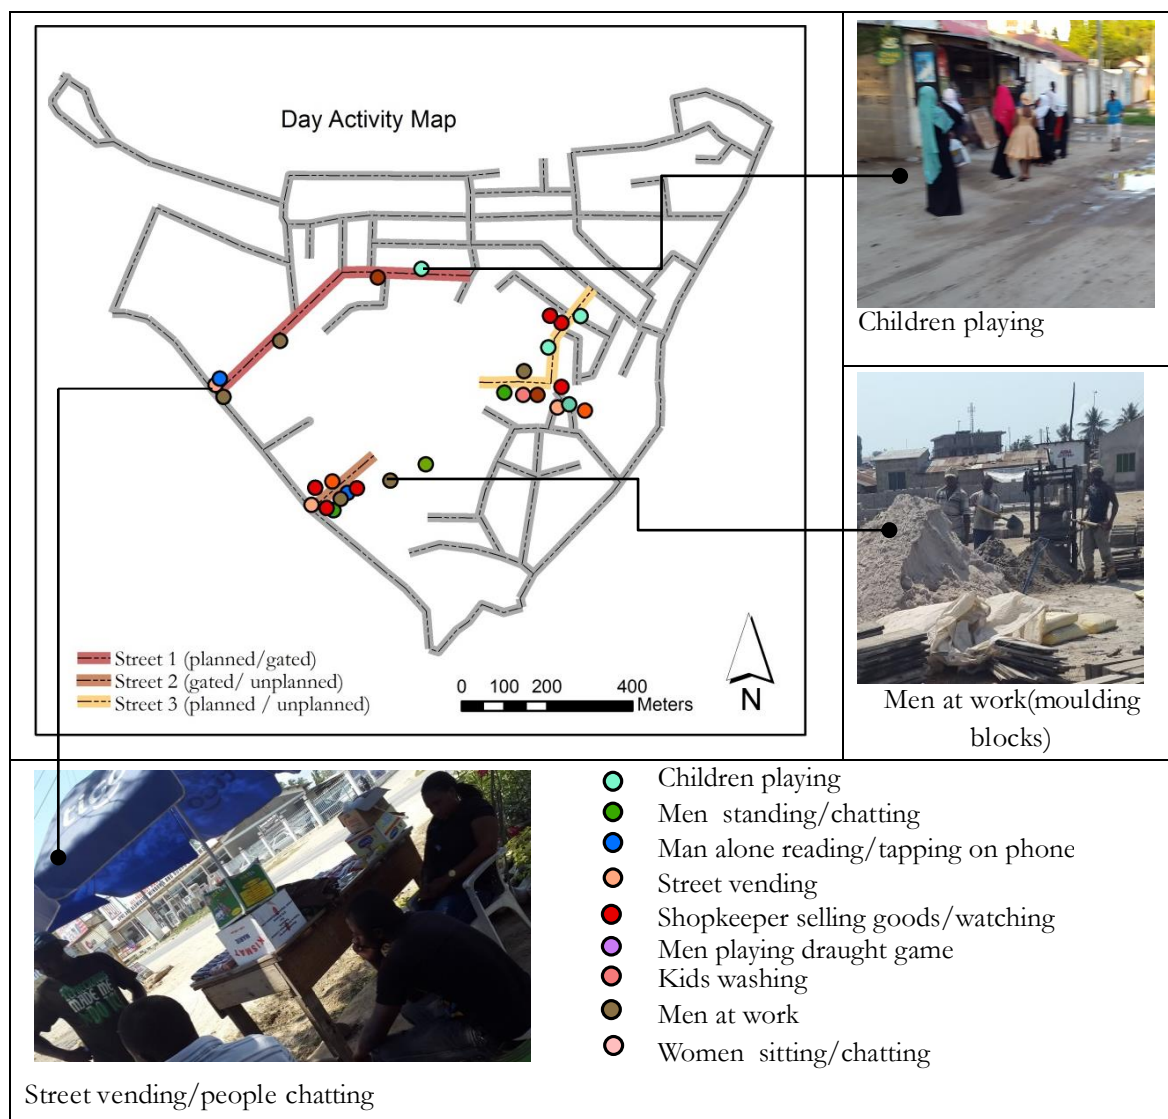 Day Activity Map
Street 1 (planned/gated)
Street 2 (gated/ unplanned)
Street 3 (planned / unplanned)
0 100 200 400
Meters
N
Children playing
Men at work(moulding
blocks)
Street vending/people chatting
Children playing
Men standing/chatting
Man alone reading/tapping on phone
Street vending
Shopkeeper selling goods/watching
Men playing draught game
Kids washing
Men at work
Women sitting/chatting
MADE ME